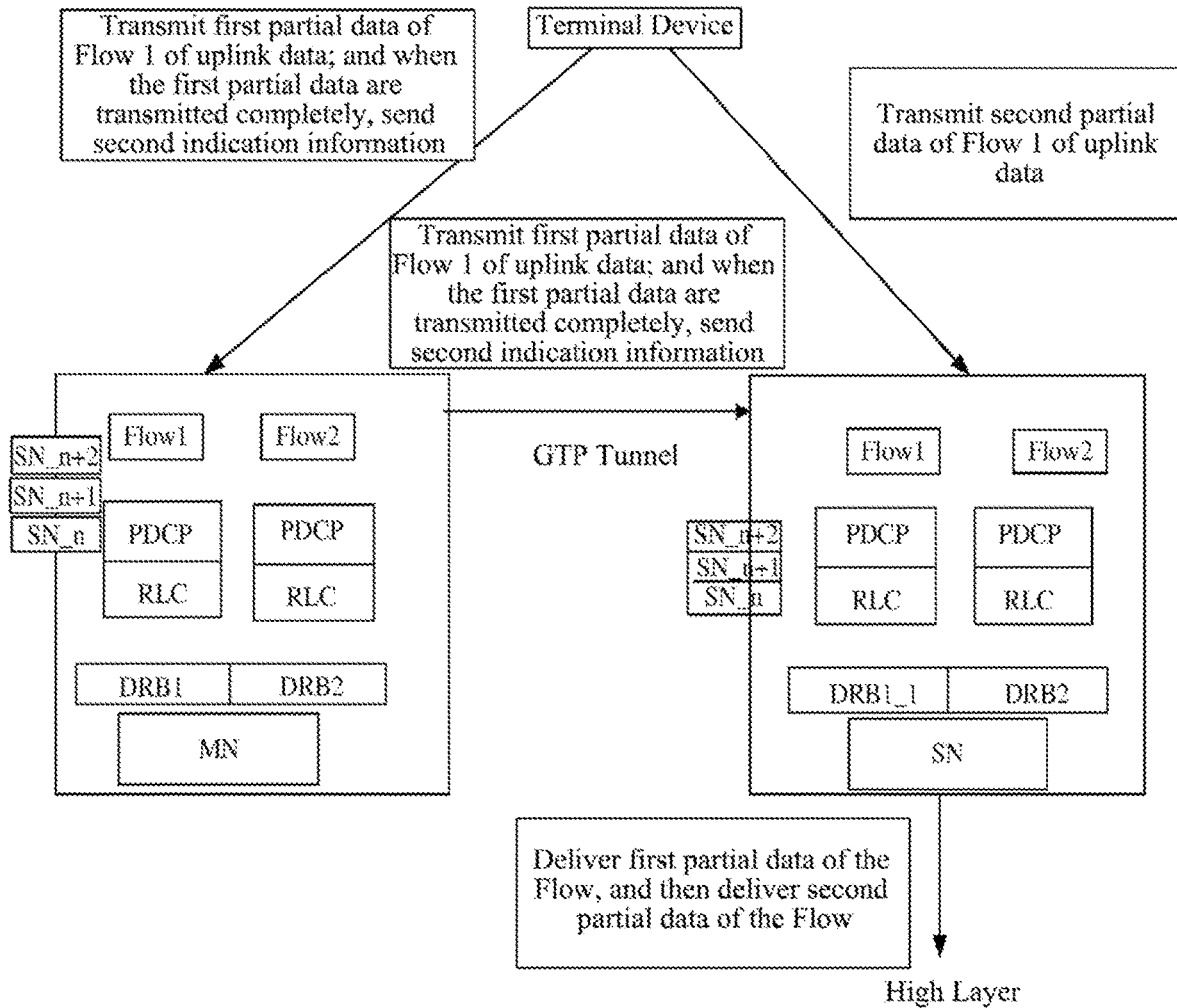 Transmit first partial data of
Flow 1 of uplink data; and when
the first partial data are
transmitted completely, send
second indication information
Terminal Device
Transmit second partial
data of Flow 1 of uplink
data
Transmit first partial data of
Flow 1 of uplink data; and when
the first partial data are
transmitted completely, send
second indication information
GTP Tunnel
Flow1
Flow2
SN_n+2
SN_n+1
SN_n
PDCP
PDCP
RLC
RLC
DRB1
DRB2
MN
Flow1
Flow2
SN_n+2
SN_n+1
SN_n
PDCP
PDCP
RLC
RLC
DRB1_1
DRB2
SN
Deliver first partial data of the
Flow, and then deliver second
partial data of the Flow
High Layer